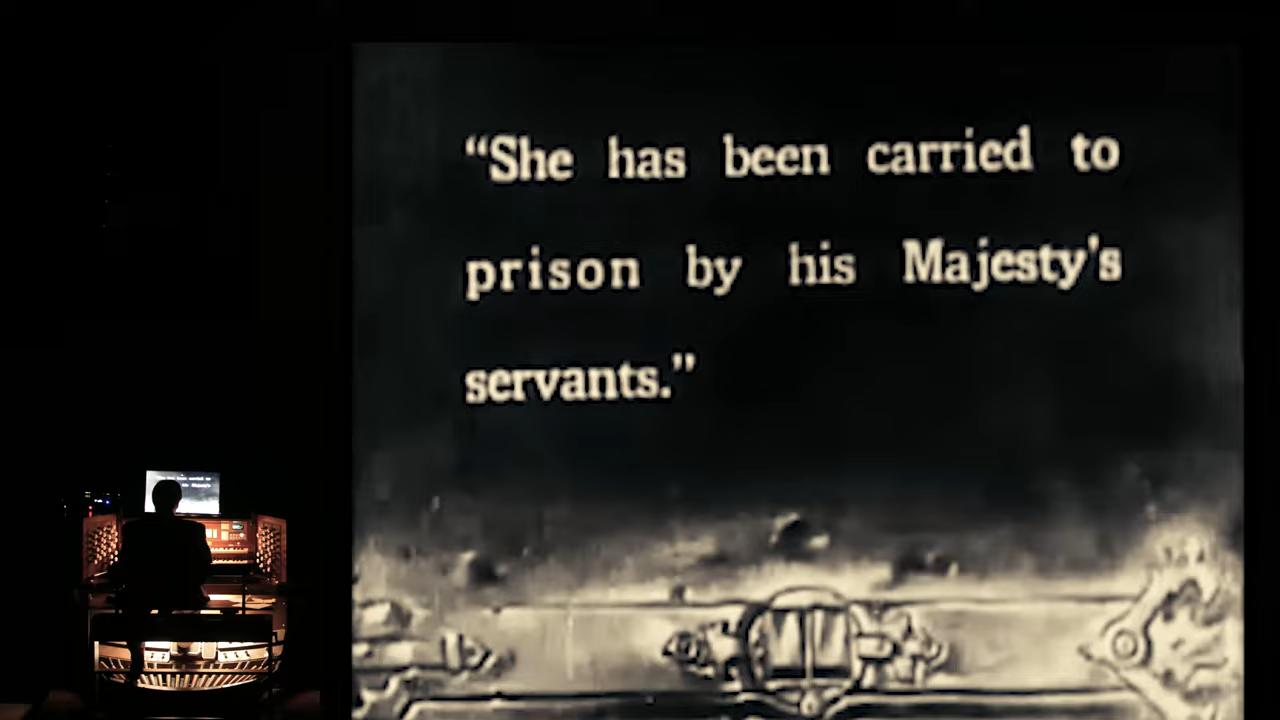 “She has been carried to
prison by his Majesty's
servants.”